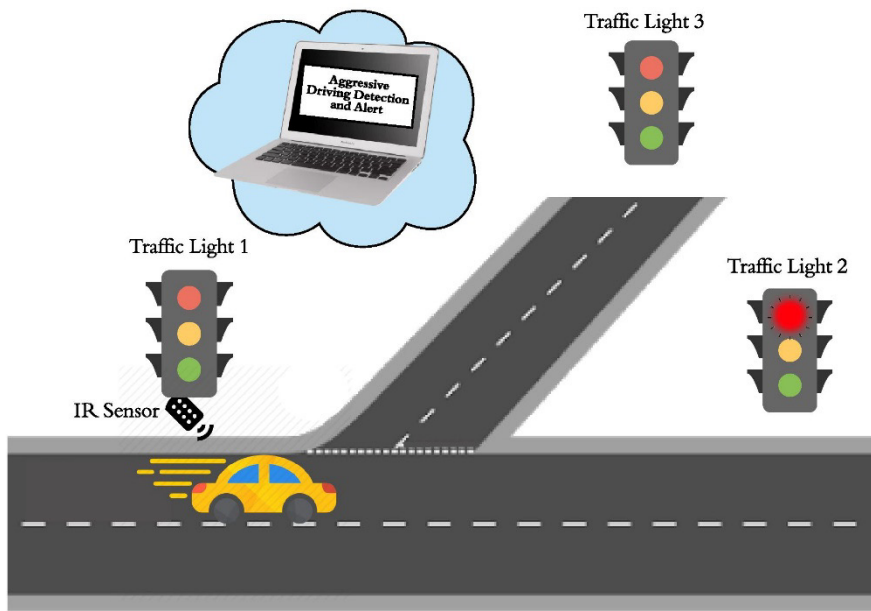 Traffic Light 3
Aggressive
Driving Detection
and Alert
Traffic Light 1
Traffic Light 2
IR Sensor